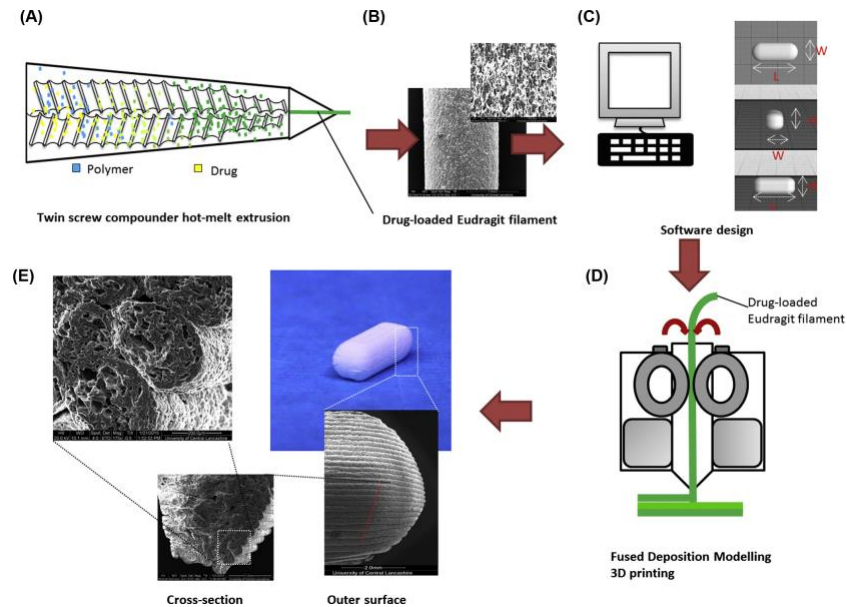 (A)
(B)
(C)
Polymer
Drug
W
L
W
Twin screw compounder hot-melt extrusion
Drug-loaded Eudragit filament
Software design
(E)
(D)
Drug-loaded
Eudragit filament
University of Central Lancashire
2.0mm
University of Central Lancashire
Fused Deposition Modelling
3D printing
Cross-section
Outer surface